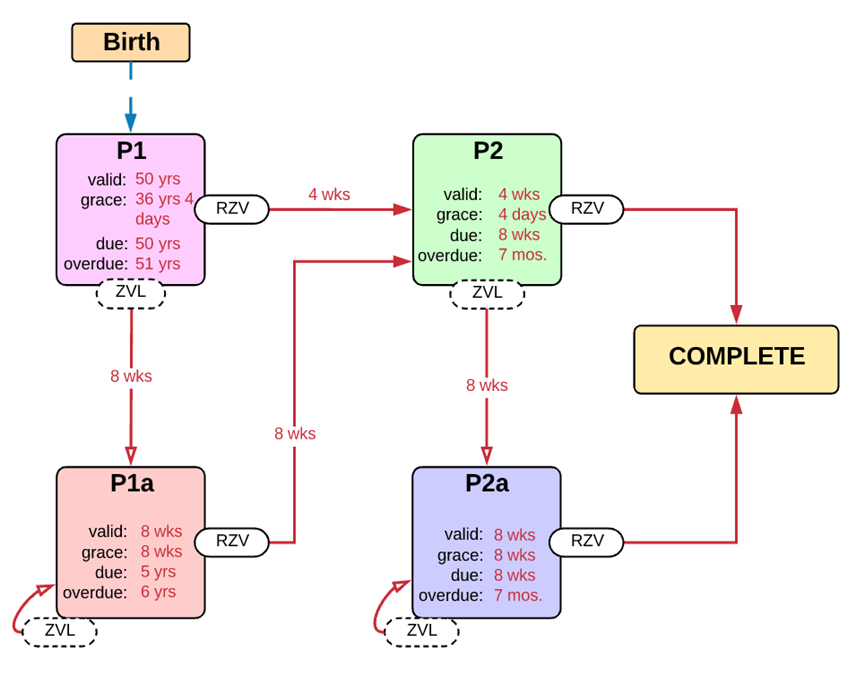 Birth
P1
valid: 50 yrs
grace: 36 yrs 4
days
due: 50 yrs
overdue: 51 yrs
RZV
ZVL
4 wks
P2
valid: 4 wks
grace: 4 days
due: 8 wks
overdue: 7 mos.
RZV
ZVL
COMPLETE
8 wks
8 wks
8 wks
P1a
valid: 8 wks
grace: 8 wks
due: 5 yrs
overdue: 6 yrs
RZV
ZVL
P2a
valid: 8 wks
grace: 8 wks
due: 8 wks
overdue: 7 mos.
RZV
ZVL